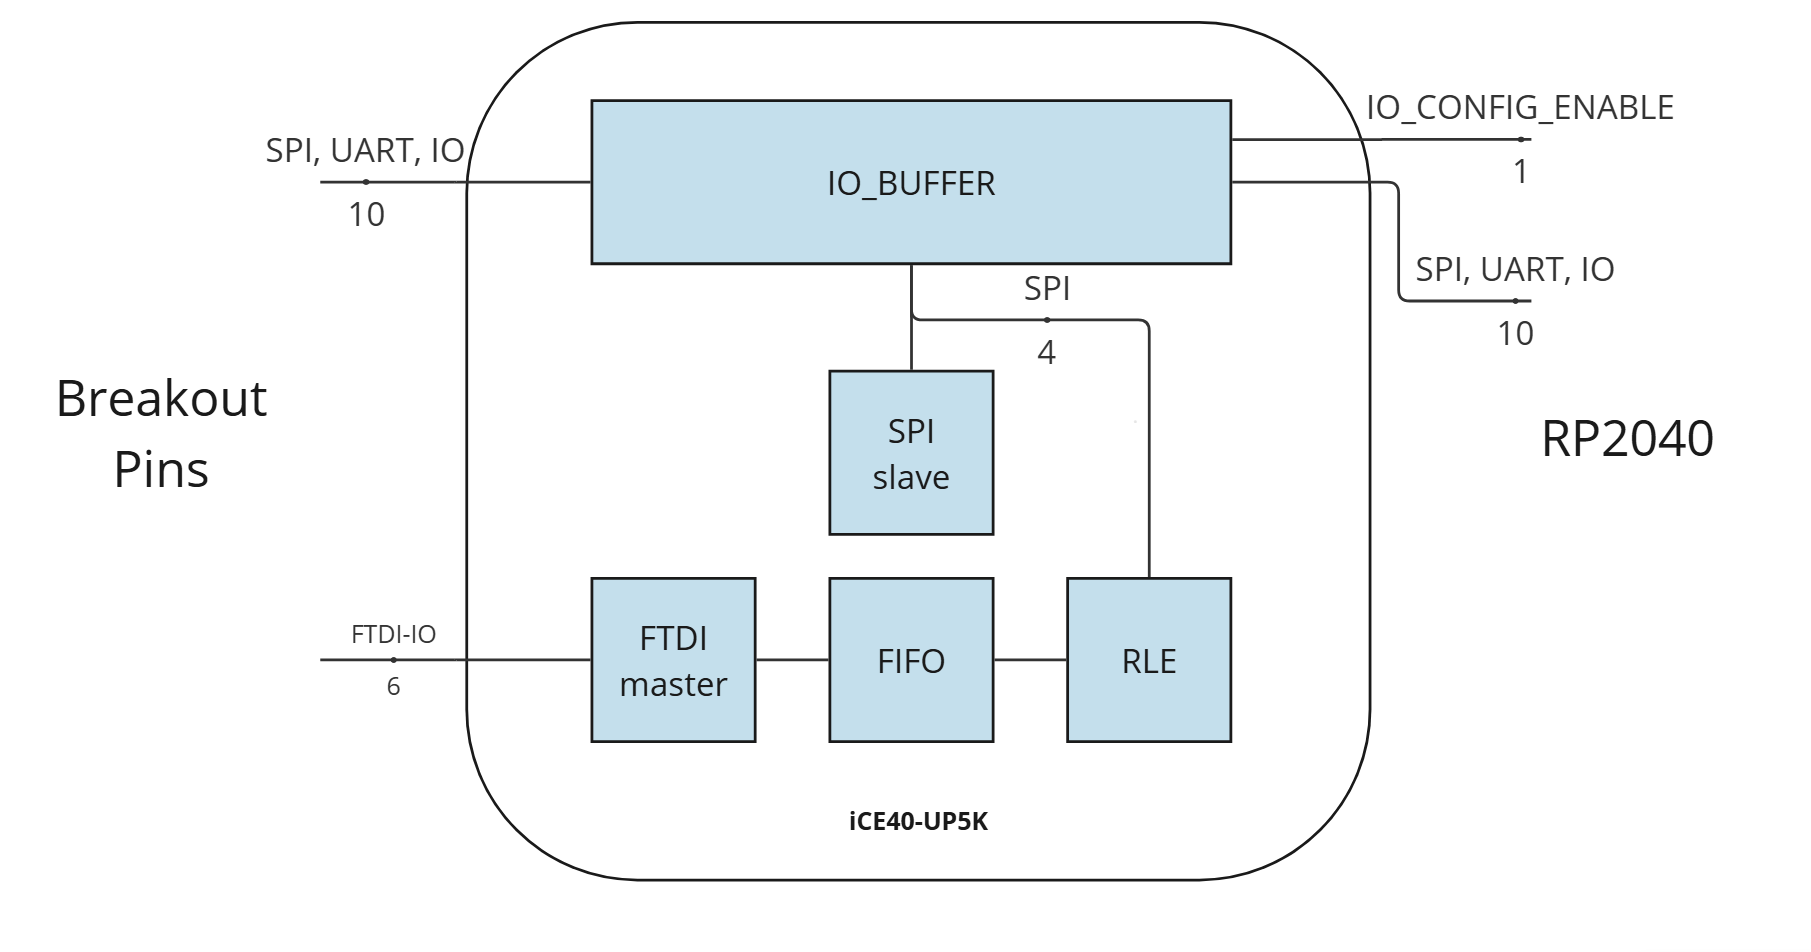 IO_CONFIG_ENABLE
1
SPI, UART, IO
10
IO_BUFFER
SPI, UART, IO
10
SPI
4
Breakout
Pins
SPI
slave
RP2040
FTDI-IO
6
FTDI
master
FIFO
RLE
iCE40-UP5K